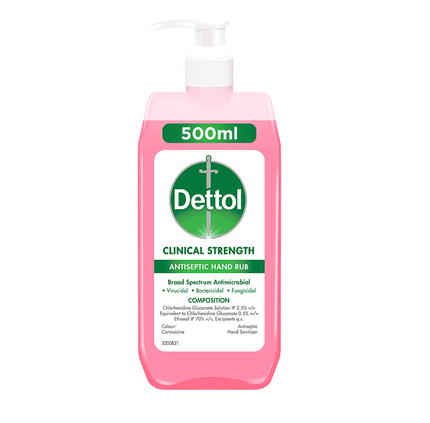 500ml
Dettol
CLINICAL STRENGTH
ANTISEPTIC HAND RUB
Broad Spectrum Antimicrobial
• Virucidal • Bactericidal • Fungicidal
COMPOSITION
Chlorhexidine Gluconate Solution IP 2.5% v/v
Equivalent to Chlorhexidine Gluconate 0.5% w/v
Ethanol IP 70% v/v, Excipients q.s.
Colour: Antiseptic
Carmoisine Hand Sanitizer
3200821